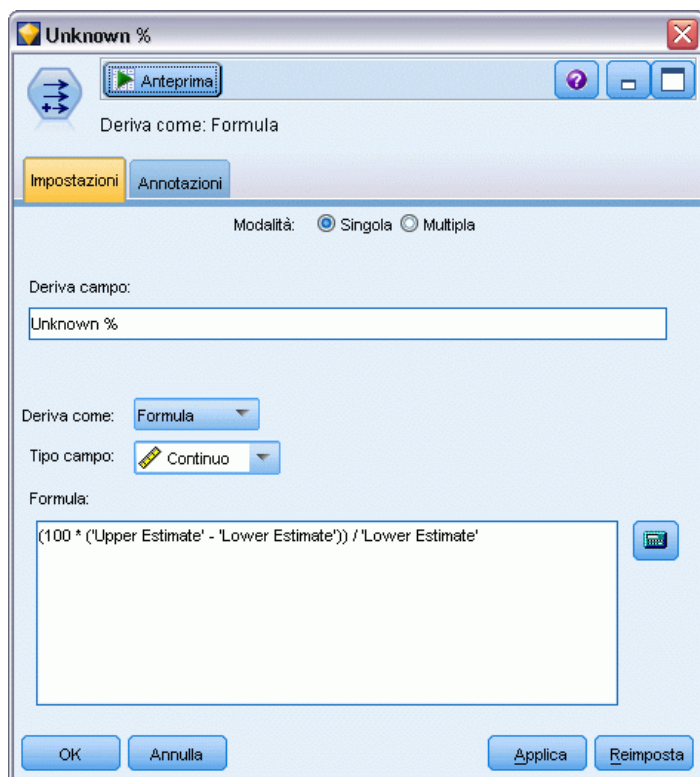 Unknown %
Anteprima
Deriva come: Formula
Impostazioni Annotazioni
Modalità: Singola Multipla
Deriva campo:
Unknown %
Deriva come: Formula
Tipo campo: Continuo
Formula:
(100 * ('Upper Estimate' - 'Lower Estimate')) / 'Lower Estimate'
OK Annulla Applica Reimposta